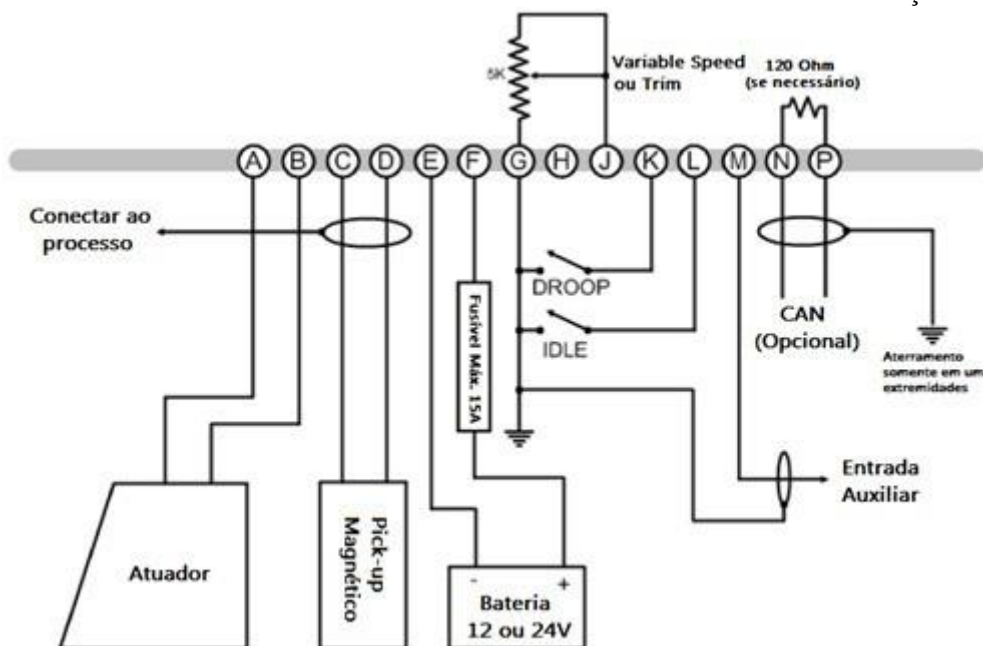 5K
Variable Speed
ou Trim
120 Ohm
(se necessário)
A B C D E F G H J K L M N P
Conectar ao
processo
DROOP
IDLE
Fusível Máx. 15A
CAN
(Opcional)
Aterramento
somente em um
extremidades
Entrada
Auxiliar
Atuador
Pick-up
Magnético
- +
Bateria
12 ou 24V